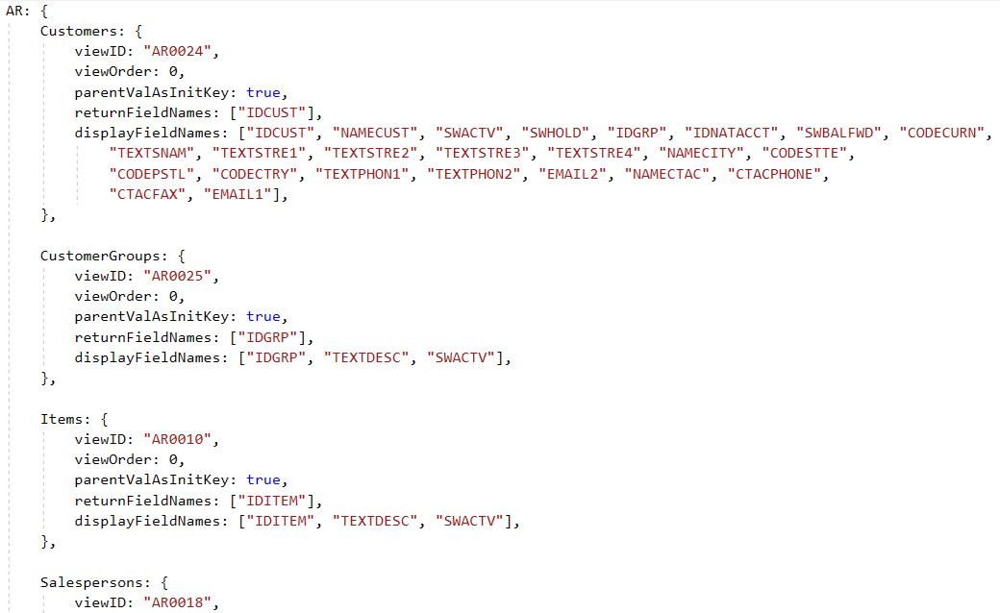 AR: {
    Customers: {
        viewID: "AR0024",
        viewOrder: 0,
        parentValAsInitKey: true,
        returnFieldNames: ["IDCUST"],
        displayFieldNames: ["IDCUST", "NAMECUST", "SWACTV", "SWHOLD", "IDGRP", "IDNATACCT", "SWBALFWD", "CODECURN",
            "TEXTSNAM", "TEXTSTRE1", "TEXTSTRE2", "TEXTSTRE3", "TEXTSTRE4", "NAMECITY", "CODESTTE",
            "CODEPSTL", "CODECTRY", "TEXTPHON1", "TEXTPHON2", "EMAIL2", "NAMECTAC", "CTACPHONE",
            "CTACFAX", "EMAIL1"],
    },

    CustomerGroups: {
        viewID: "AR0025",
        viewOrder: 0,
        parentValAsInitKey: true,
        returnFieldNames: ["IDGRP"],
        displayFieldNames: ["IDGRP", "TEXTDESC", "SWACTV"],
    },

    Items: {
        viewID: "AR0010",
        viewOrder: 0,
        parentValAsInitKey: true,
        returnFieldNames: ["IDITEM"],
        displayFieldNames: ["IDITEM", "TEXTDESC", "SWACTV"],
    },

    Salespersons: {
        viewID: "AR0018",